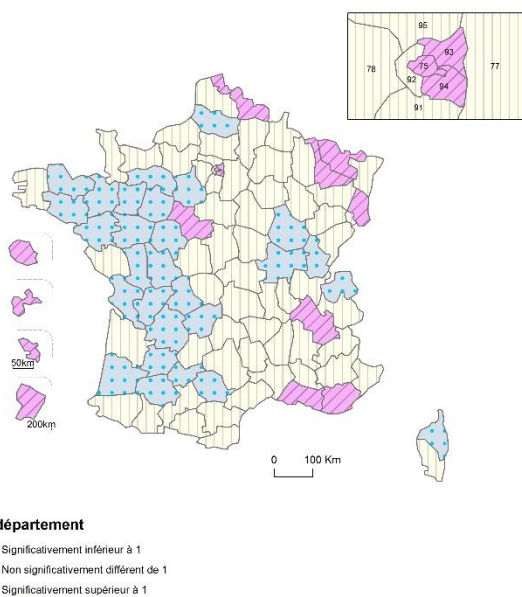 95
93
78
75
77
92
94
91
50km
200km
0 100 Km
département
Significativement inférieur à 1
Non significativement différent de 1
Significativement supérieur à 1